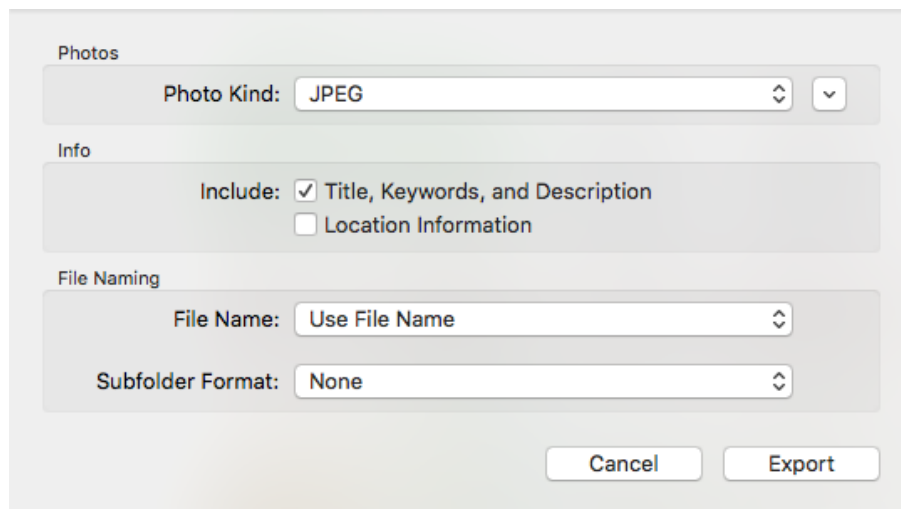 Photos
Photo Kind: JPEG
Info
Include: Title, Keywords, and Description
Location Information
File Naming
File Name: Use File Name
Subfolder Format: None
Cancel Export